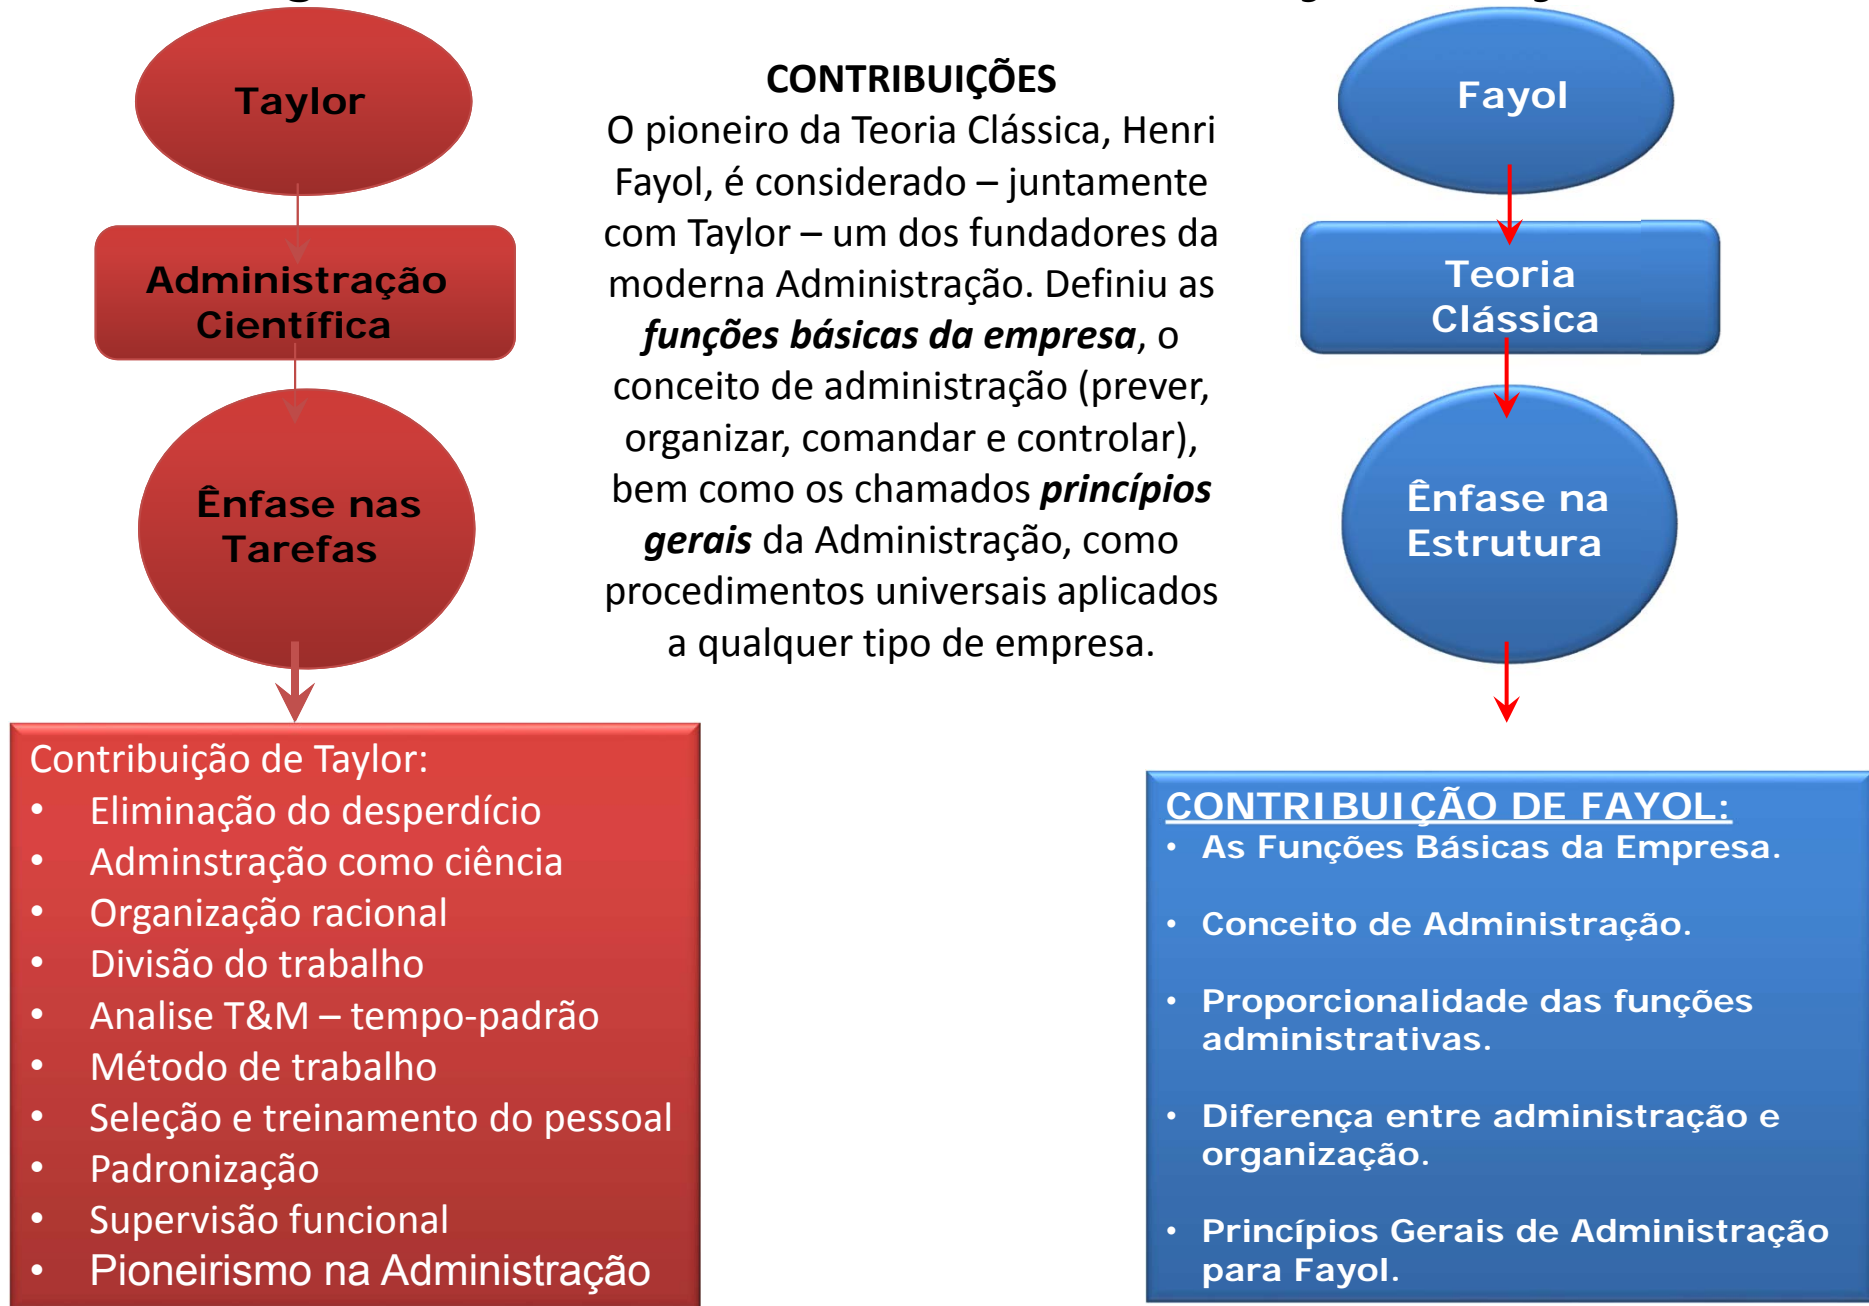 Taylor
Administração
Científica
Ênfase nas
Tarefas
Contribuição de Taylor:
• Eliminação do desperdício
• Adminstração como ciência
• Organização racional
• Divisão do trabalho
• Analise T&M – tempo-padrão
• Método de trabalho
• Seleção e treinamento do pessoal
• Padronização
• Supervisão funcional
• Pioneirismo na Administração
CONTRIBUIÇÕES
O pioneiro da Teoria Clássica, Henri
Fayol, é considerado – juntamente
com Taylor – um dos fundadores da
moderna Administração. Definiu as
funções básicas da empresa, o
conceito de administração (prever,
organizar, comandar e controlar),
bem como os chamados princípios
gerais da Administração, como
procedimentos universais aplicados
a qualquer tipo de empresa.
Fayol
Teoria
Clássica
Ênfase na
Estrutura
CONTRIBUIÇÃO DE FAYOL:
• As Funções Básicas da Empresa.
• Conceito de Administração.
• Proporcionalidade das funções
administrativas.
• Diferença entre administração e
organização.
• Princípios Gerais de Administração
para Fayol.